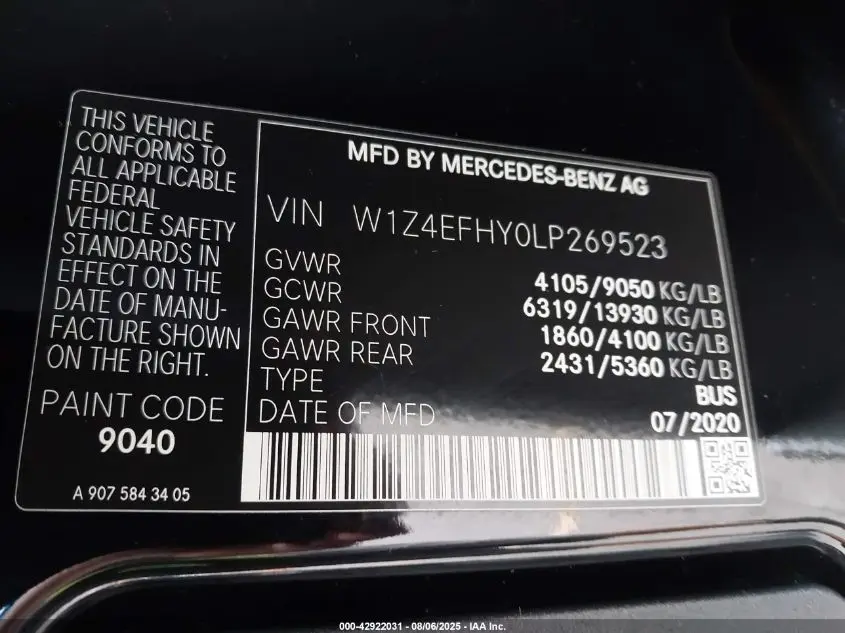 THIS VEHICLE
CONFORMS TO
ALL APPLICABLE
FEDERAL
VEHICLE SAFETY
STANDARDS IN
EFFECT ON THE
DATE OF MANU-
FACTURE SHOWN
ON THE RIGHT.
PAINT CODE
9040
A 907 584 34 05
MFD BY MERCEDES-BENZ AG
VIN W1Z4EFHY0LP269523
GVWR 4105/9050 KG/LB
GCWR 6319/13930 KG/LB
GAWR FRONT 1860/4100 KG/LB
GAWR REAR 2431/5360 KG/LB
TYPE BUS
DATE OF MFD 07/2020
000-42922031 - 08/06/2025 - IAA Inc.